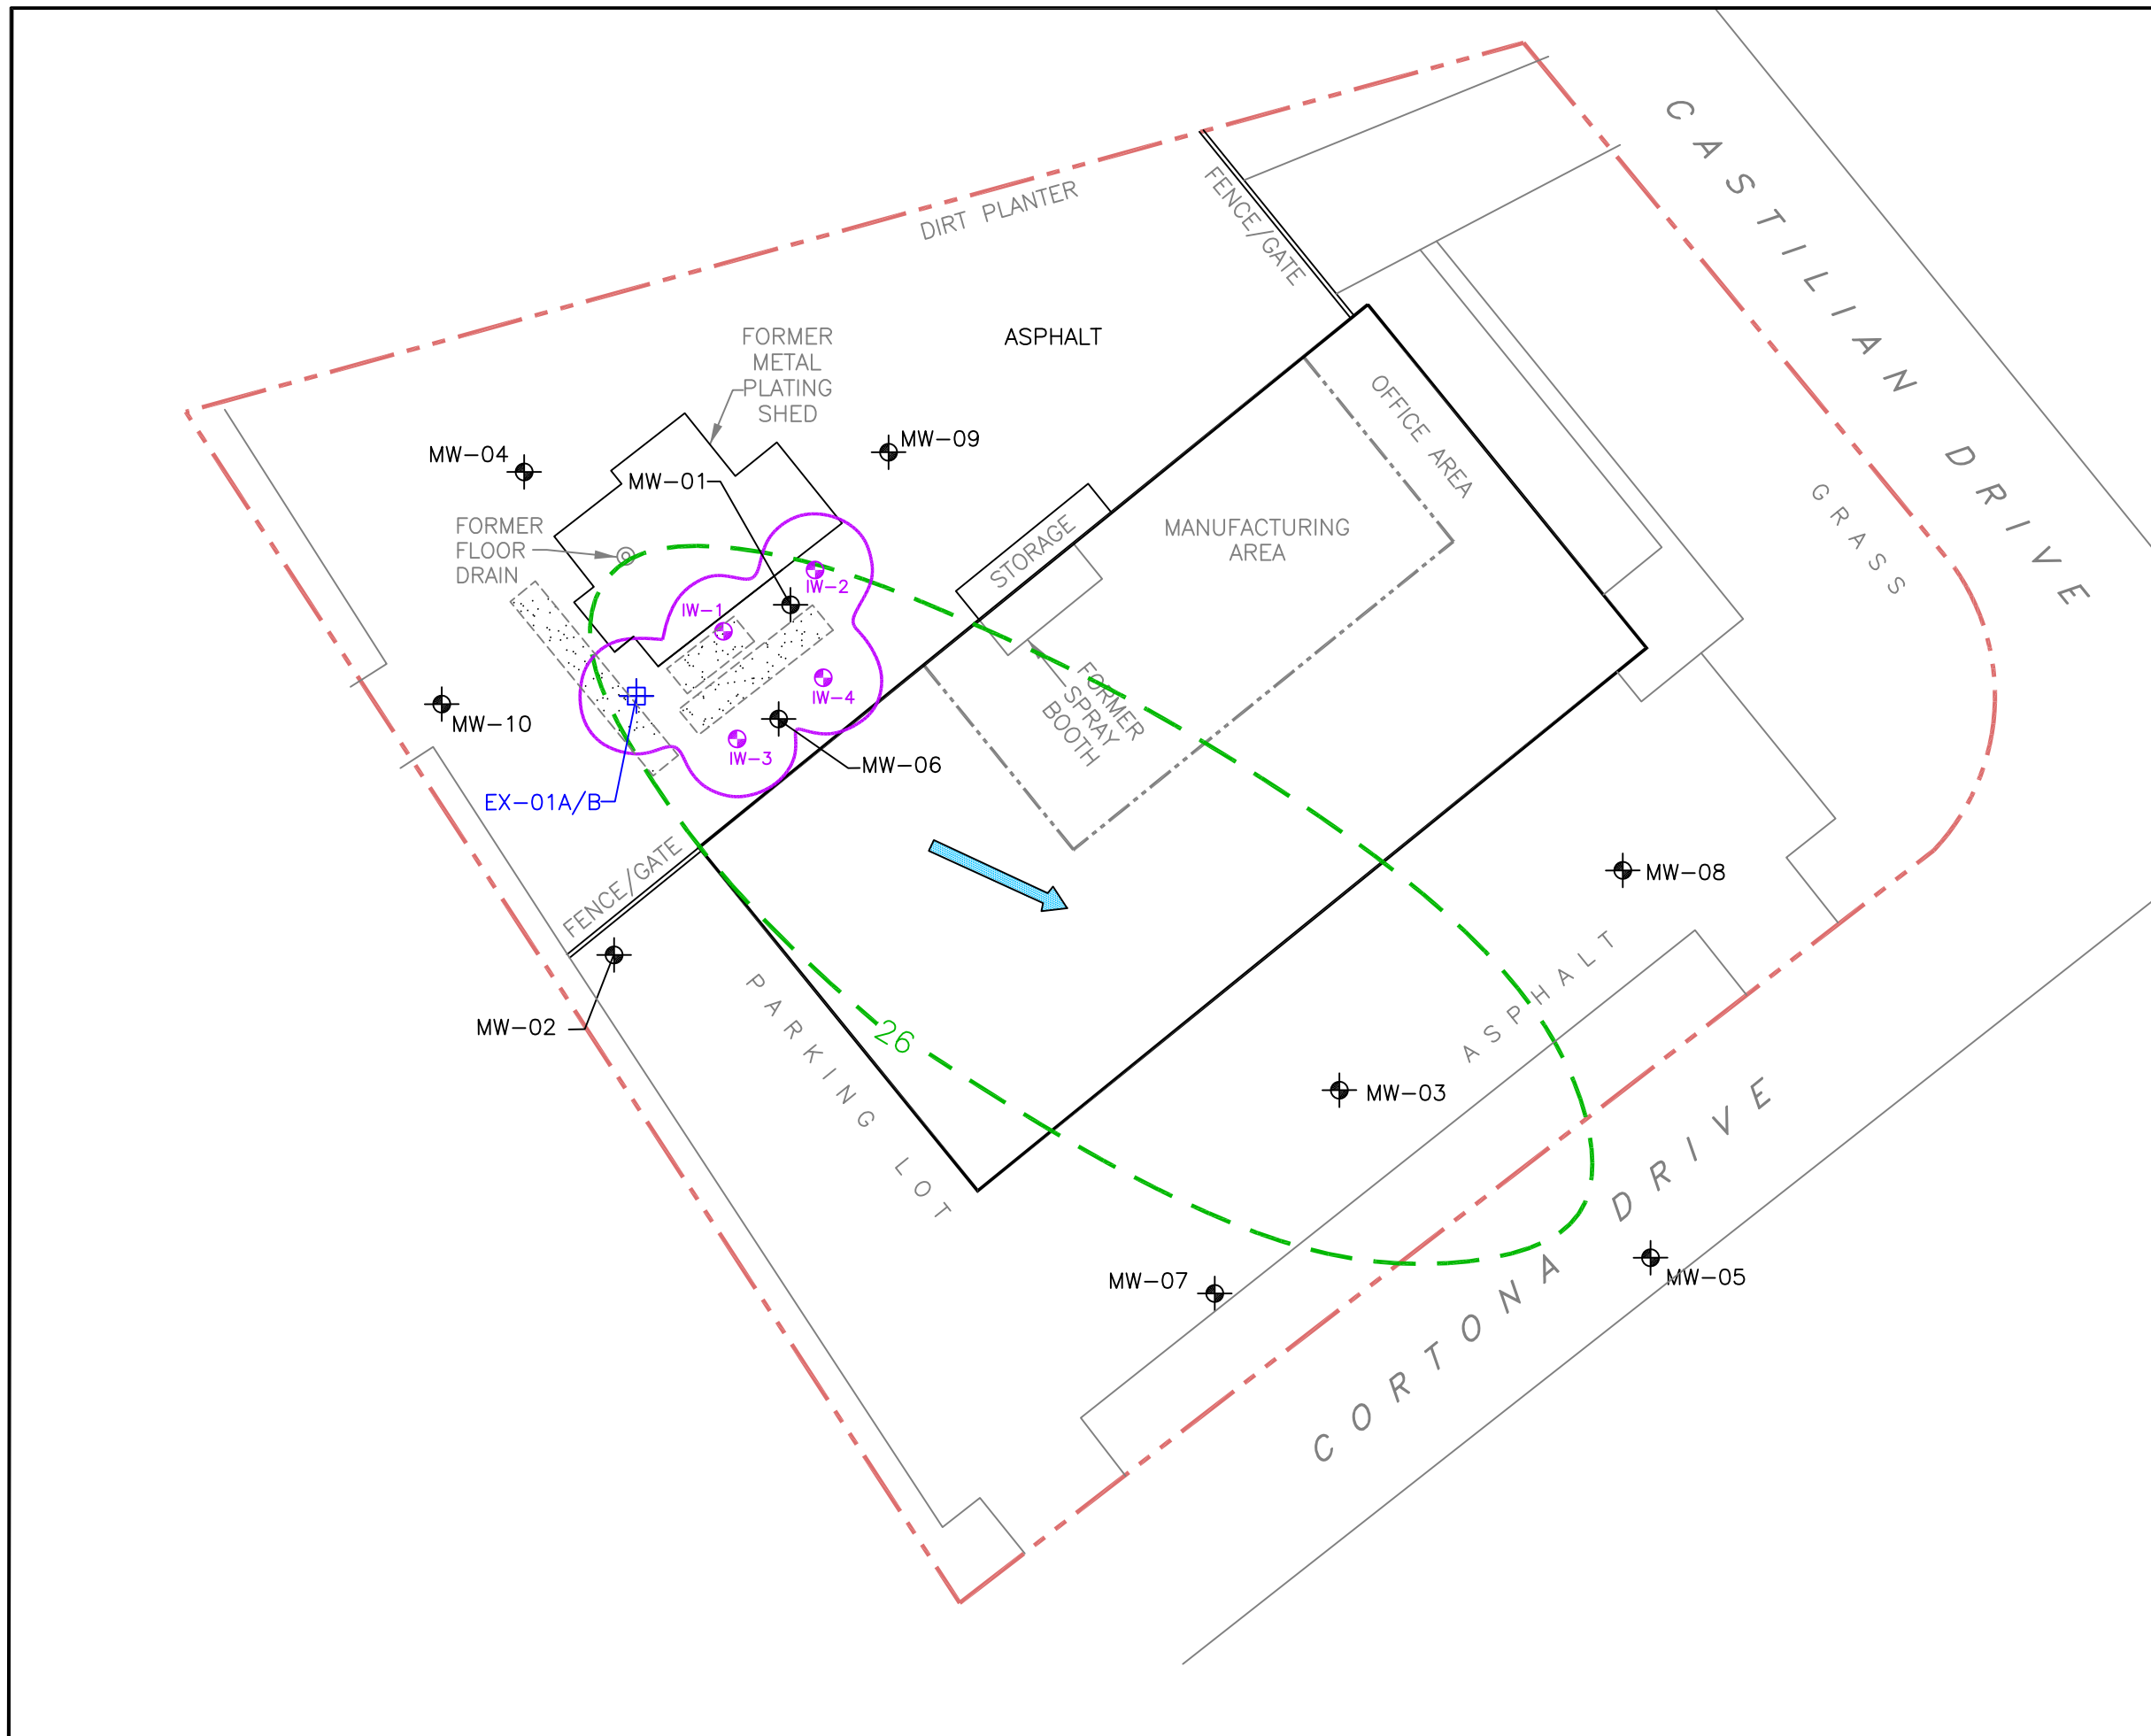 CASTILIAN DRIVE
DIRT PLANTER
FENCE/GATE
FORMER
METAL
PLATING
SHED
ASPHALT
OFFICE AREA
MW-04
MW-09
MW-01
GRASS
FORMER
FLOOR
DRAIN
MANUFACTURING
AREA
STORAGE
IW-2
IW-1
IW-4
FORMER
SPRAY
BOOTH
MW-10
IW-3
MW-06
EX-01A/B
FENCE/GATE
MW-08
MW-02
PARKING LOT
26
ASPHALT
MW-03
CORTONA DRIVE
MW-07
MW-05